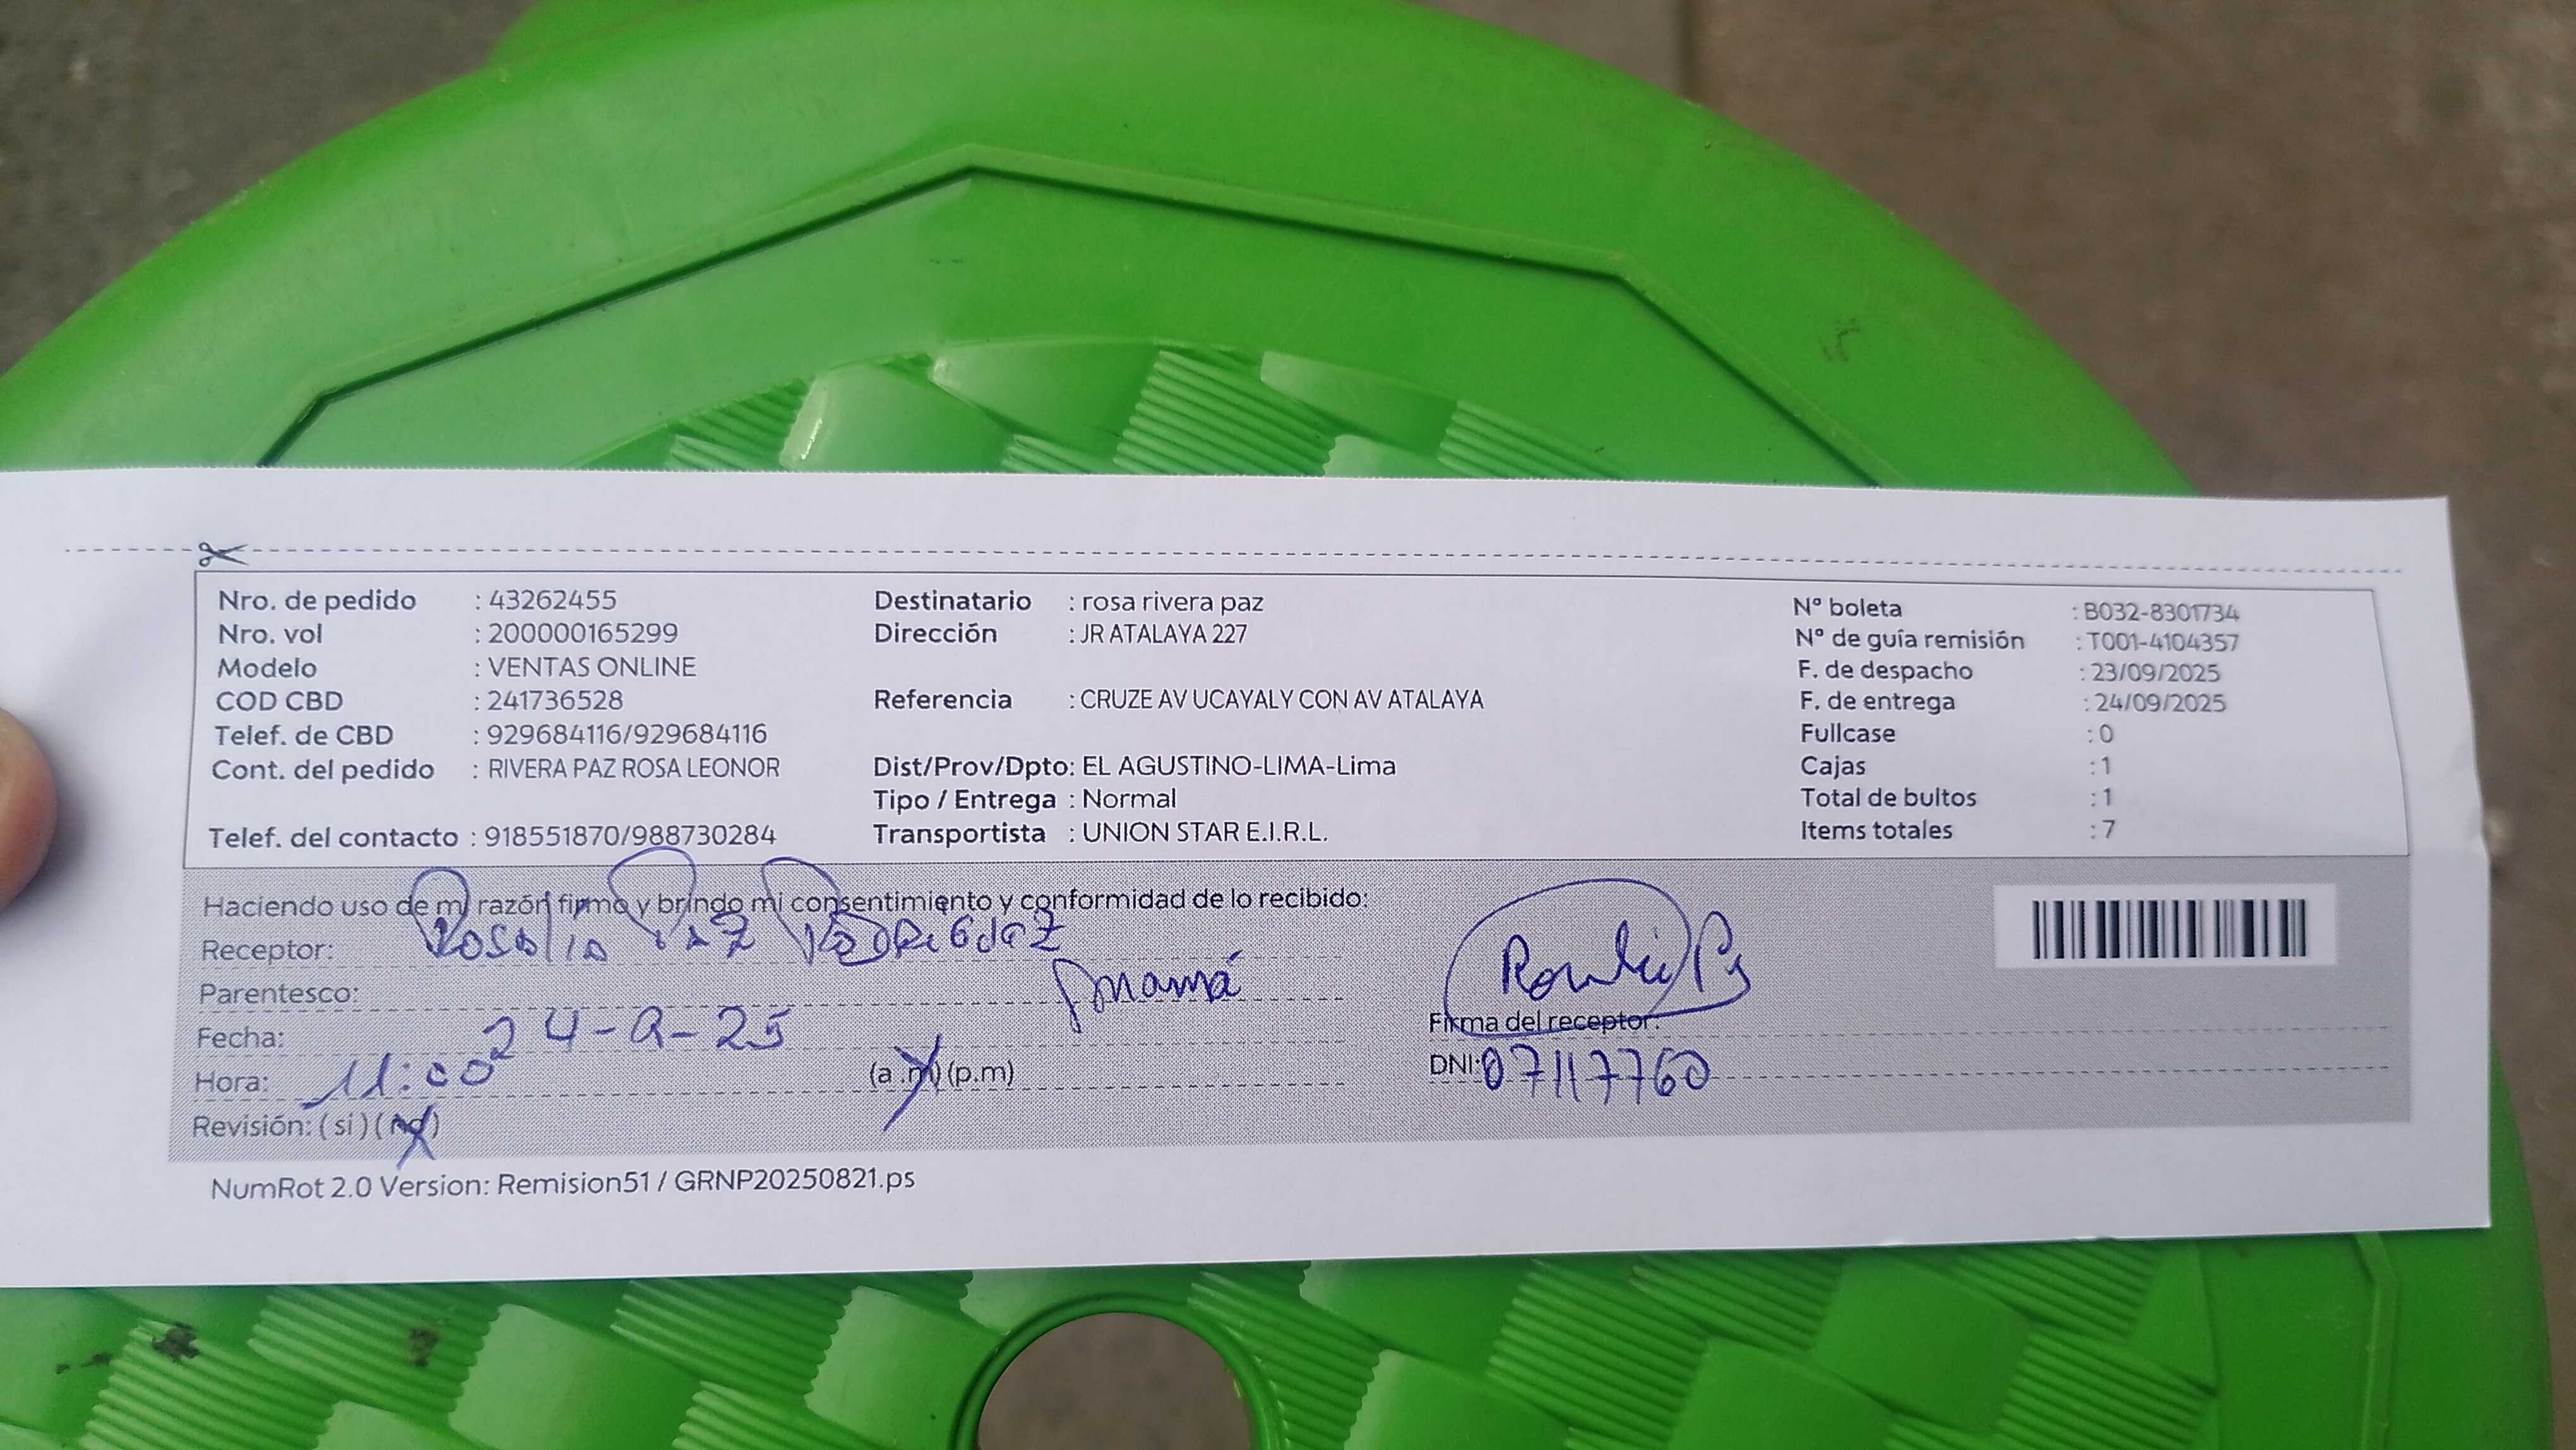 Nro. de pedido : 43262455
Nro. vol : 200000165299
Modelo : VENTAS ONLINE
COD CBD : 241736528
Telef. de CBD : 929684116/929684116
Cont. del pedido : RIVERA PAZ ROSA LEONOR
Telef. del contacto : 918551870/988730284
Destinatario : rosa rivera paz
Dirección : JR ATALAYA 227
Referencia : CRUZE AV UCAYALY CON AV ATALAYA
Dist/Prov/Dpto: EL AGUSTINO-LIMA-Lima
Tipo / Entrega : Normal
Transportista : UNION STAR E.I.R.L.
Nº boleta : B032-8301734
Nº de guía remisión : T001-4104357
F. de despacho : 23/09/2025
F. de entrega : 24/09/2025
Fullcase : 0
Cajas : 1
Total de bultos : 1
Items totales : 7
Haciendo uso de mi razón firmo y brindo mi consentimiento y conformidad de lo recibido:
Receptor: Rosalia Paz
Parentesco: mamá
Fecha: 24-9-25
Hora: 11:00 (a.m) (p.m)
Revisión: (si) (no)
Firma del receptor:
DNI: 07117760
NumRot 2.0 Version: Remision51 / GRNP20250821.ps